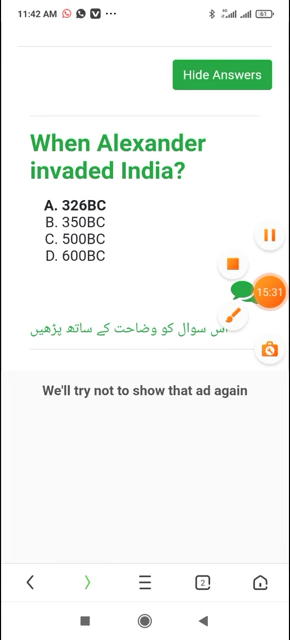 11:42 AM
61
Hide Answers
When Alexander
invaded India?
A. 326BC
B. 350BC
C. 500BC
D. 600BC
15:31
اس سوال کو وضاحت کے ساتھ پڑھیں
We'll try not to show that ad again
2